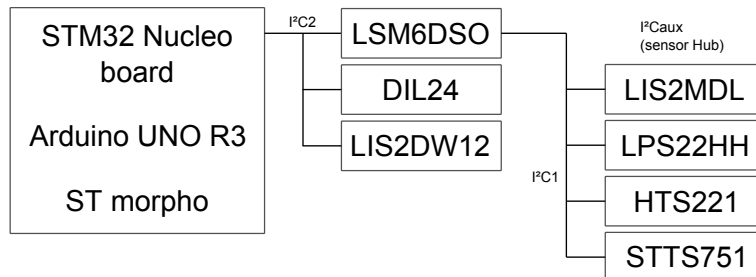 STM32 Nucleo
board
Arduino UNO R3
ST morpho
I²C2
LSM6DSO
DIL24
LIS2DW12
I²C1
I²Caux
(sensor Hub)
LIS2MDL
LPS22HH
HTS221
STTS751